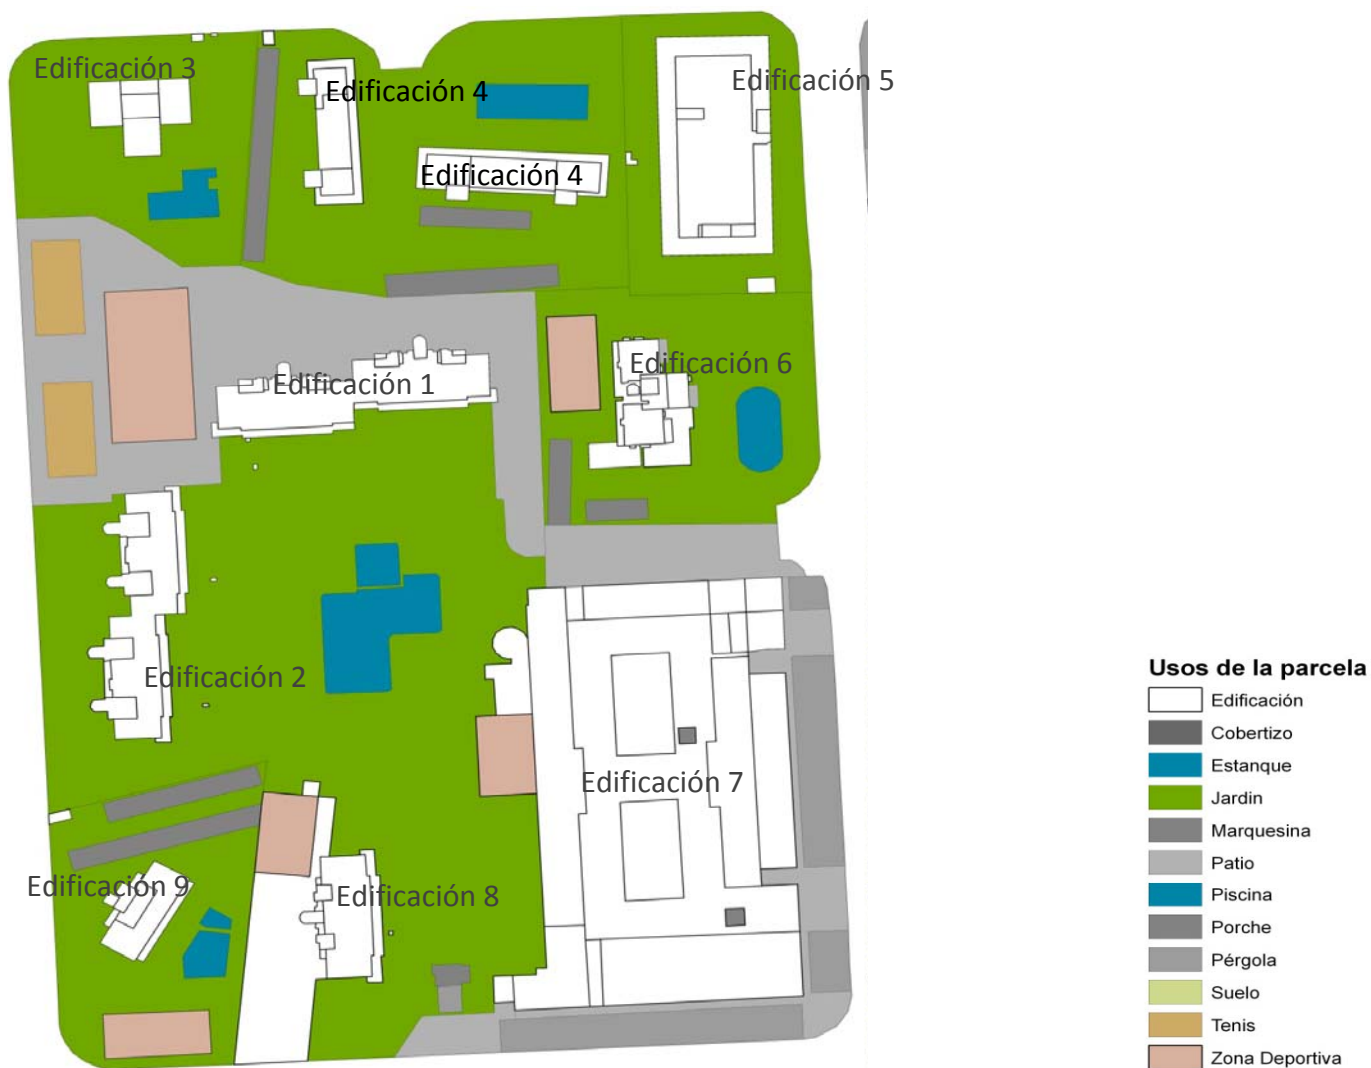 Edificación 3
Edificación 4
Edificación 5
Edificación 4
Edificación 1
Edificación 6
Edificación 2
Edificación 7
Edificación 9
Edificación 8
Usos de la parcela
Edificación
Cobertizo
Estanque
Jardin
Marquesina
Patio
Piscina
Porche
Pérgola
Suelo
Tenis
Zona Deportiva